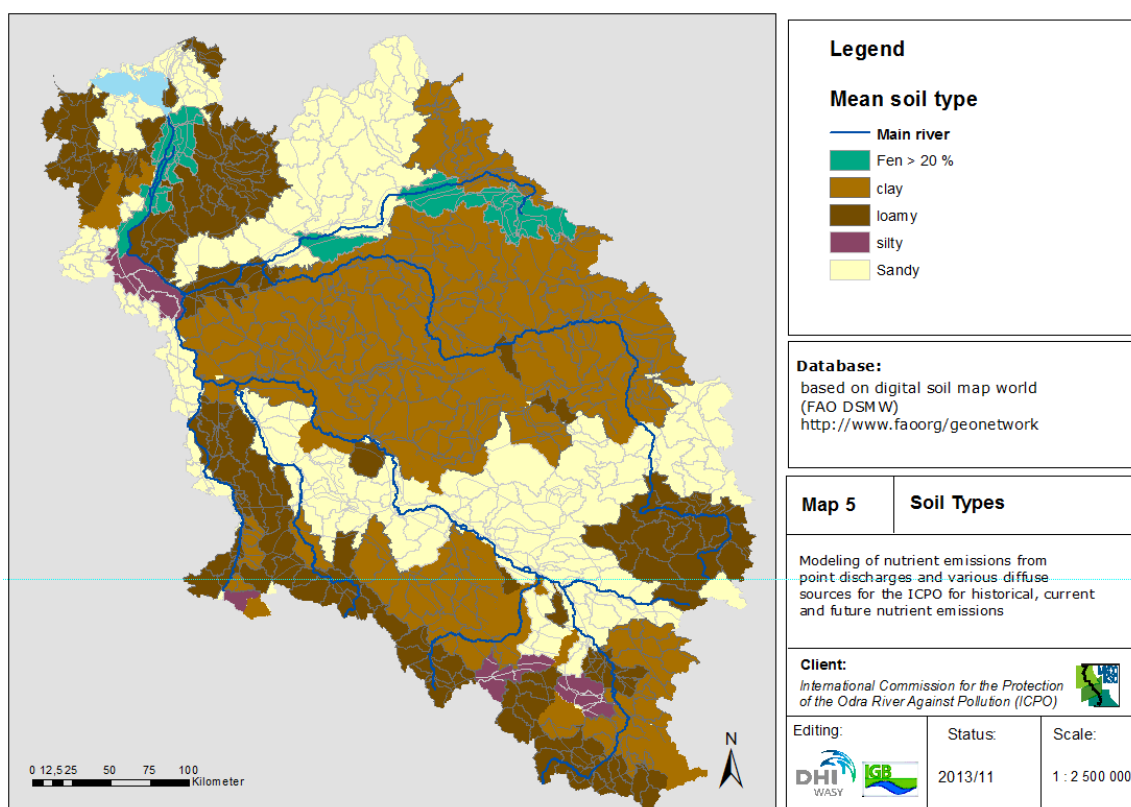 Legend
Mean soil type
Main river
Fen > 20 %
clay
loamy
silty
Sandy
Database:
based on digital soil map world
(FAO DSMW)
http://www.faoorg/geonetwork
Map 5
Soil Types
Modeling of nutrient emissions from
point discharges and various diffuse
sources for the ICPO for historical, current
and future nutrient emissions
Client:
International Commission for the Protection
of the Odra River Against Pollution (ICPO)
Editing:
Status:
Scale:
DHI
WASY
IGB
2013/11
1 : 2 500 000
N
0 12,525 50 75 100
Kilometer